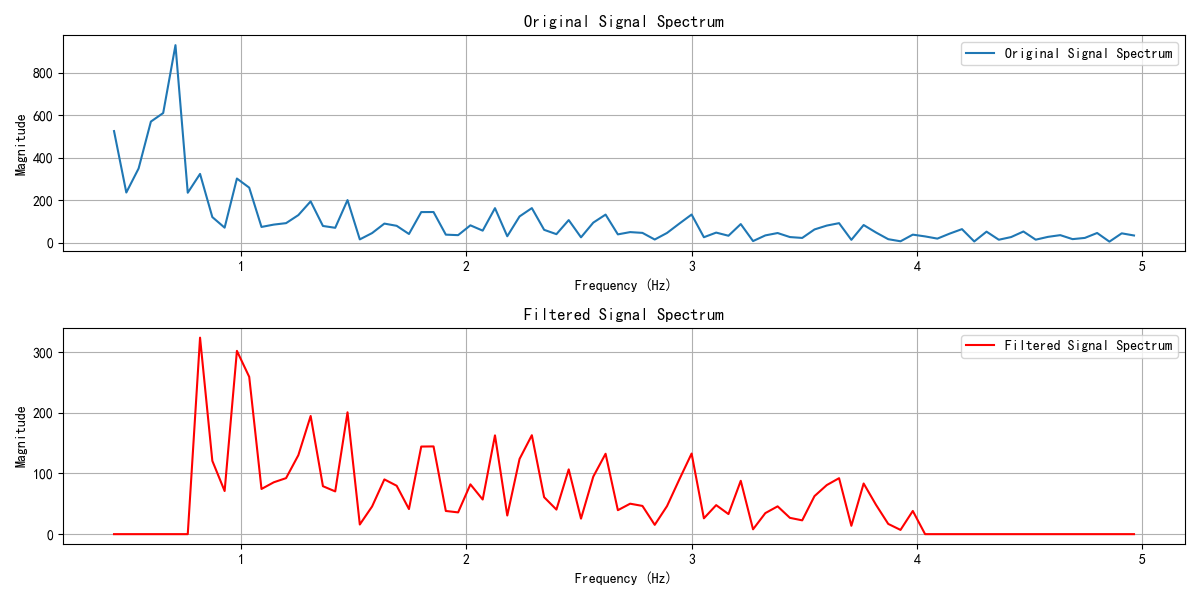 Original Signal Spectrum
Original Signal Spectrum
Magnitude
800
600
400
200
0
1 2 3 4 5
Frequency (Hz)
Filtered Signal Spectrum
Filtered Signal Spectrum
Magnitude
300
200
100
0
1 2 3 4 5
Frequency (Hz)